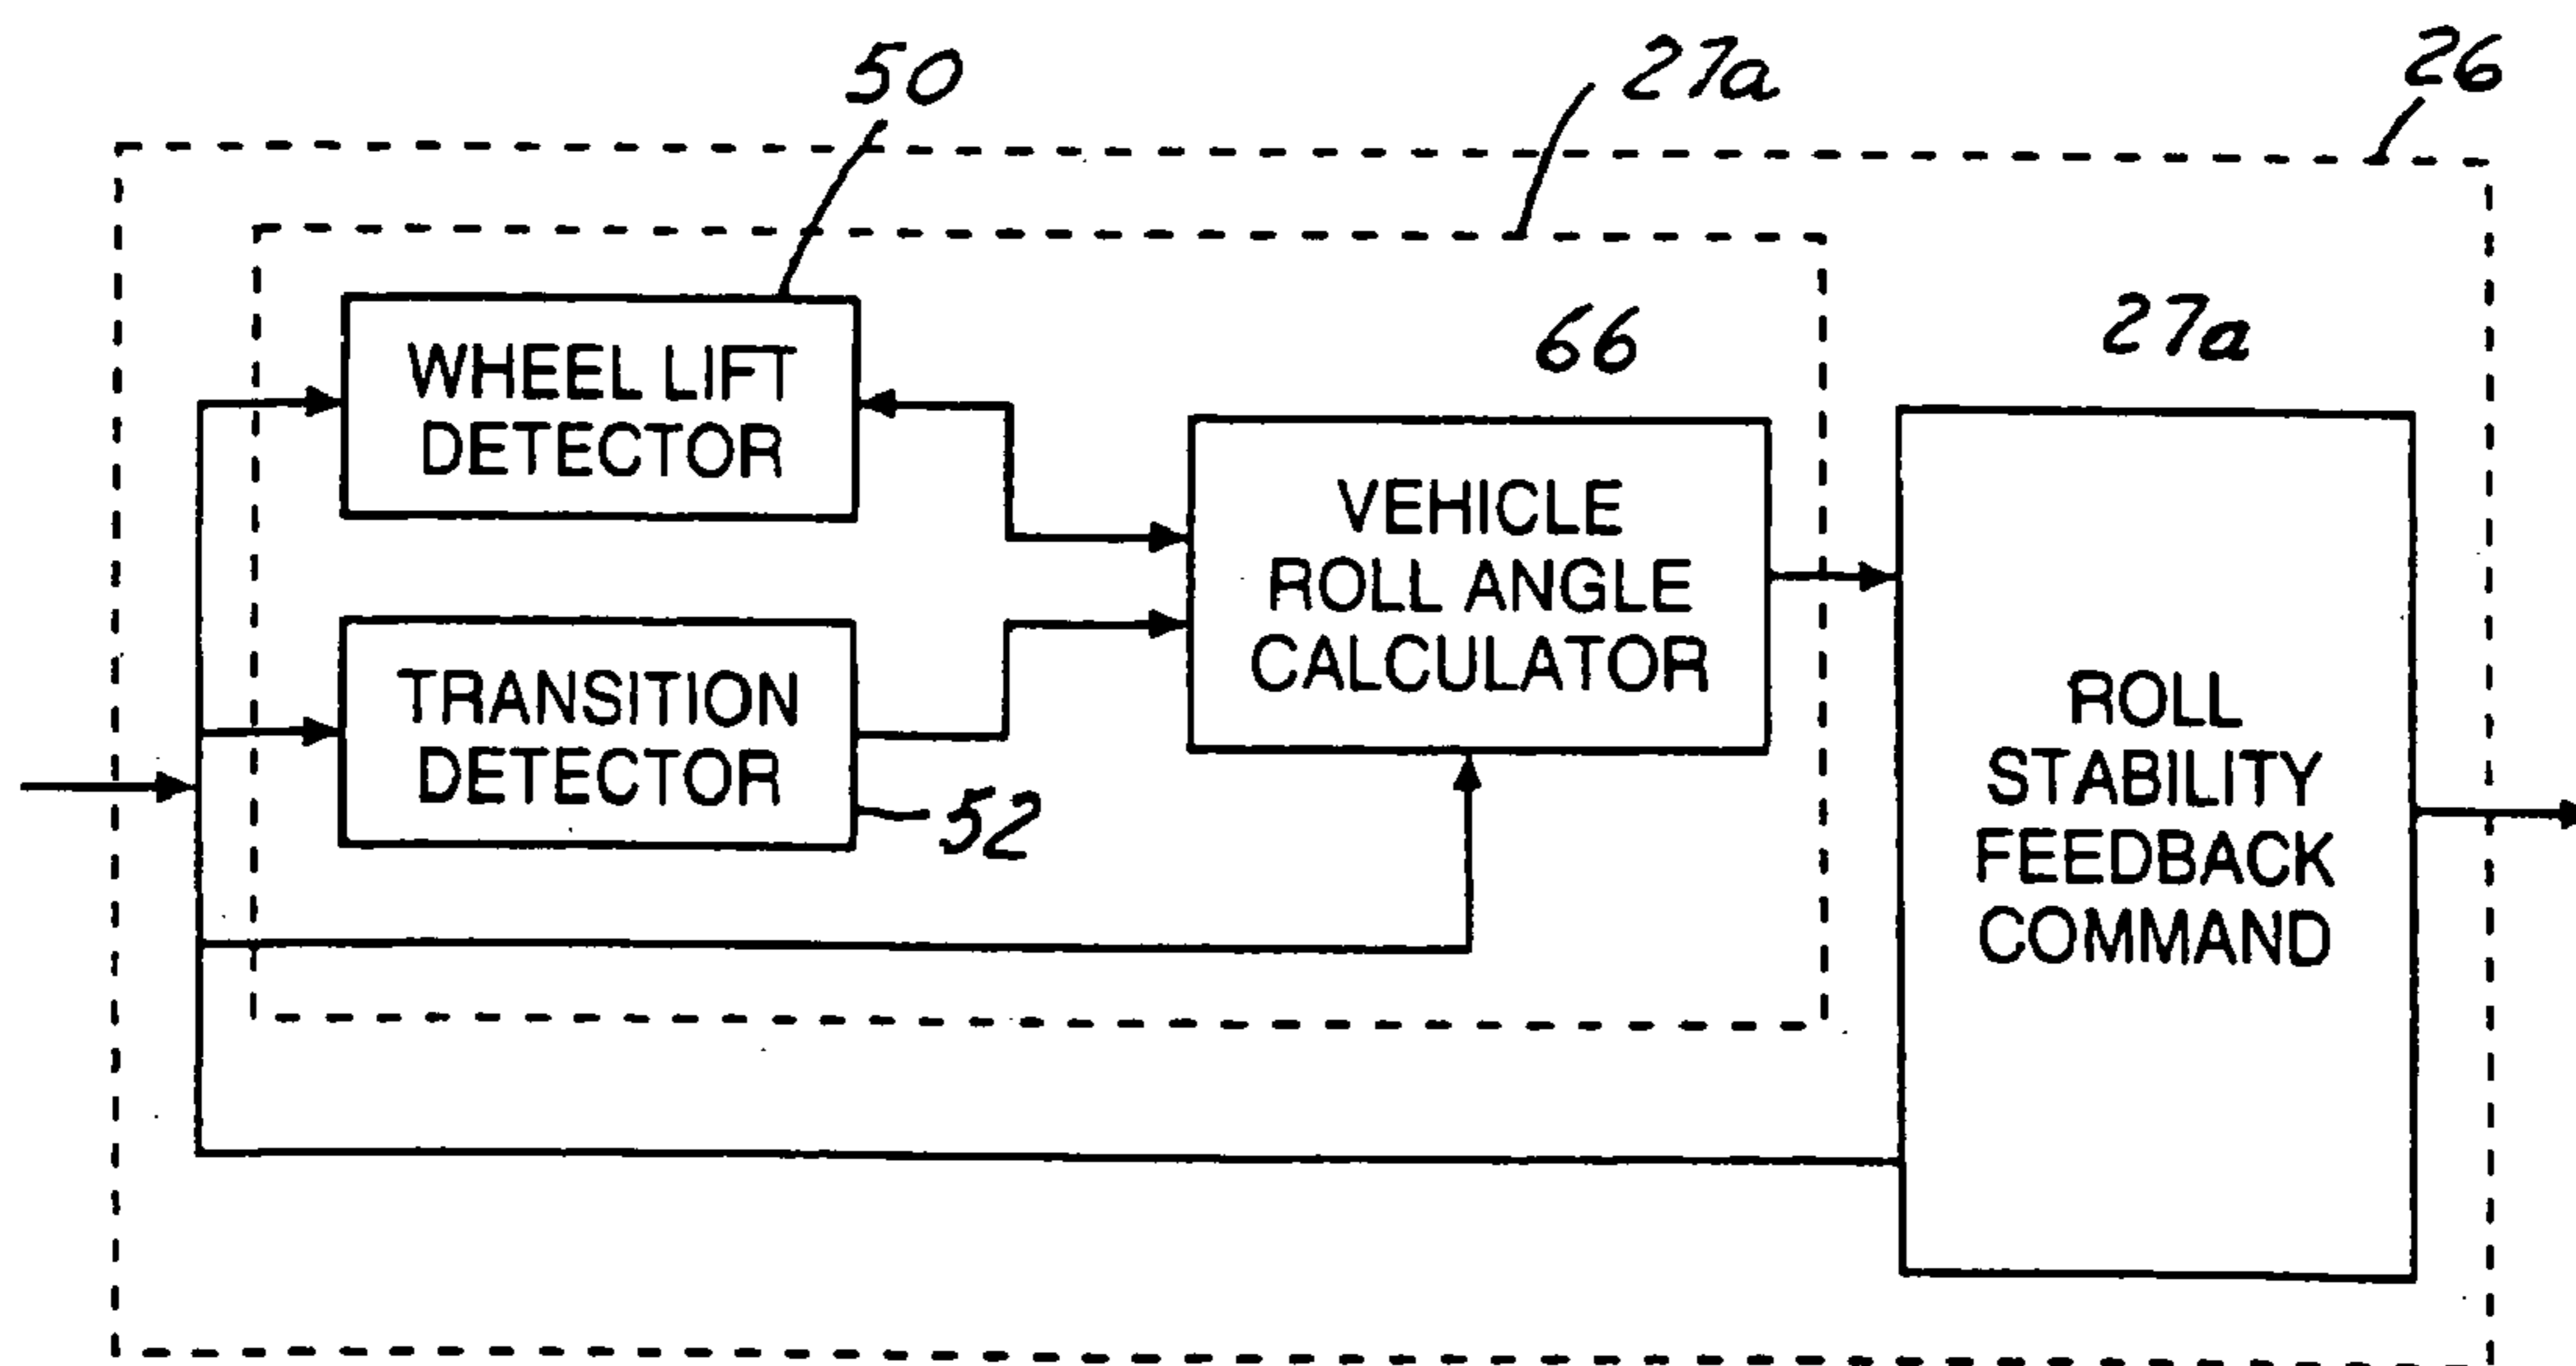 50
27a
26
WHEEL LIFT
DETECTOR
66
27a
VEHICLE
ROLL ANGLE
CALCULATOR
TRANSITION
DETECTOR
52
ROLL
STABILITY
FEEDBACK
COMMAND